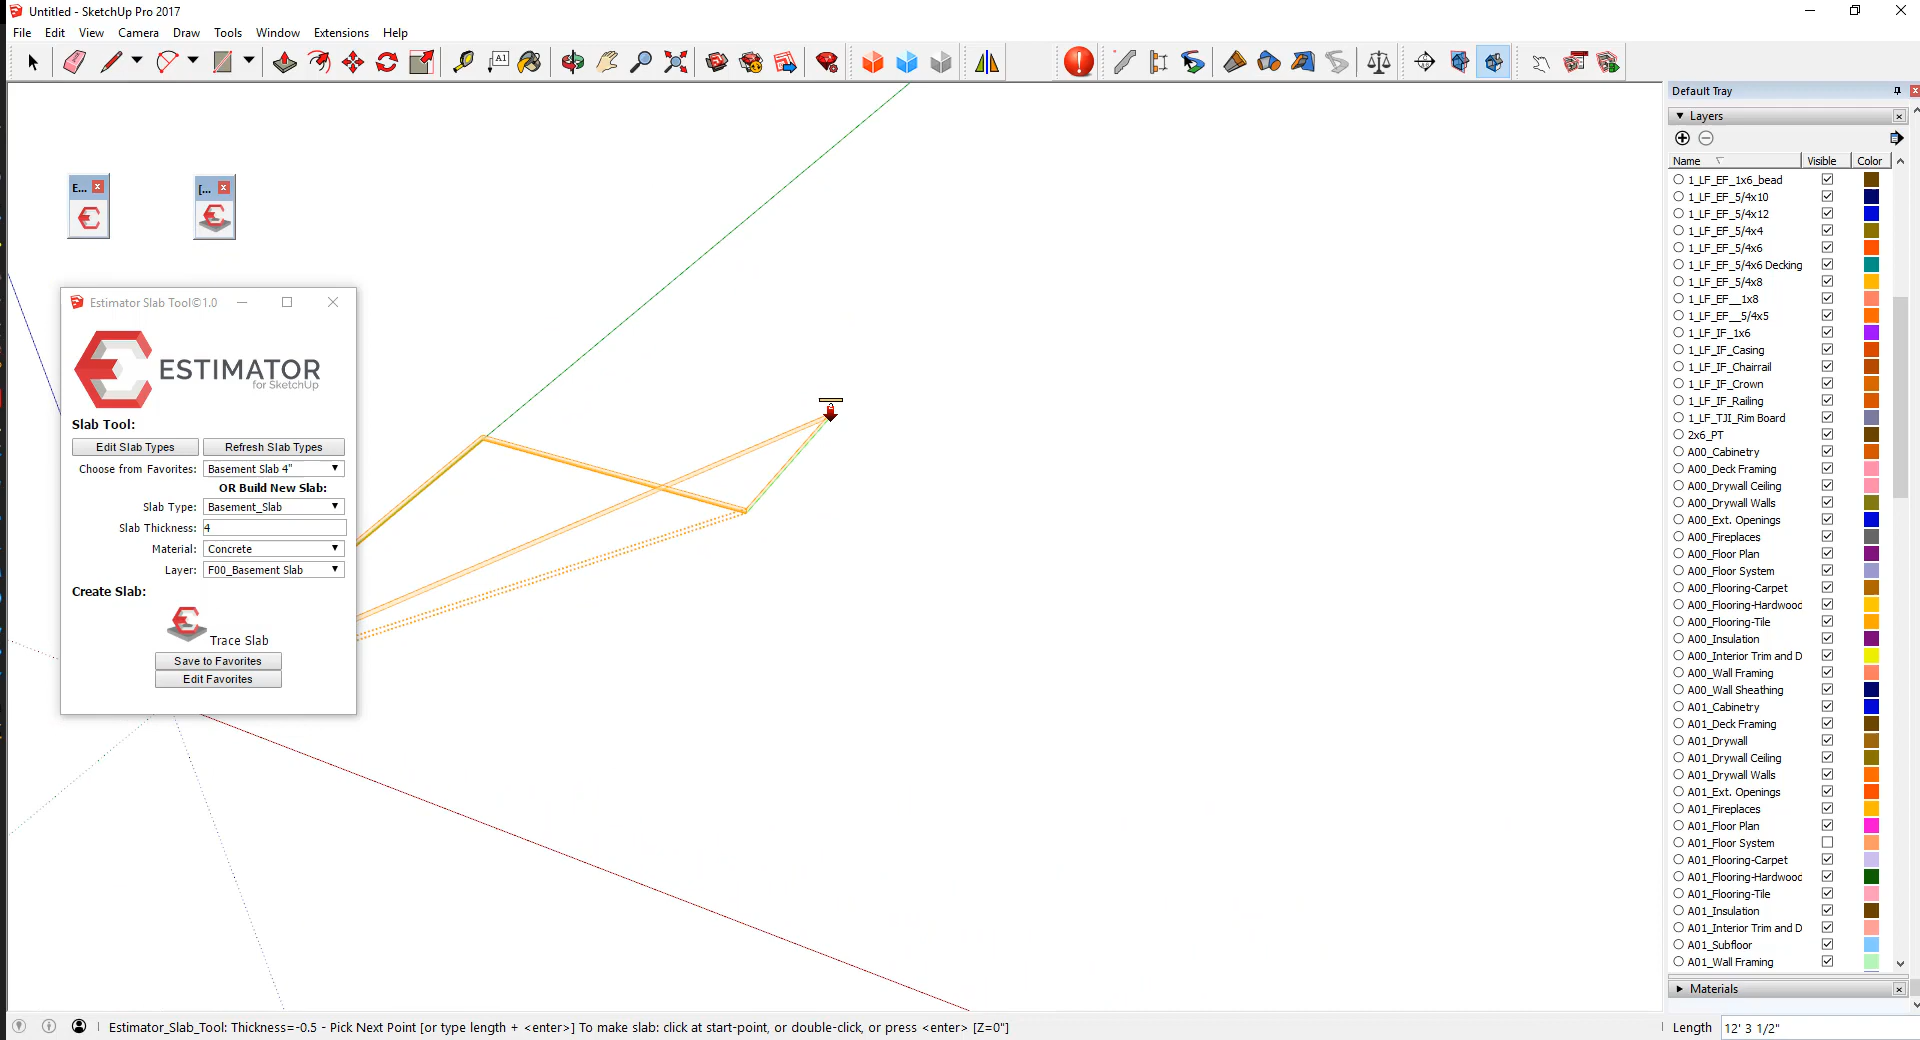 Untitled - SketchUp Pro 2017
File Edit View Camera Draw Tools Window Extensions Help
A1
Default Tray
Layers
Name Visible Color
1_LF_EF_1x6_bead
1_LF_EF_5/4x10
1_LF_EF_5/4x12
1_LF_EF_5/4x4
1_LF_EF_5/4x6
1_LF_EF_5/4x6 Decking
1_LF_EF_5/4x8
1_LF_EF__1x8
1_LF_EF__5/4x5
1_LF_IF_1x6
1_LF_IF_Casing
1_LF_IF_Chairrail
1_LF_IF_Crown
1_LF_IF_Railing
1_LF_TJI_Rim Board
2x6_PT
A00_Cabinetry
A00_Deck Framing
A00_Drywall Ceiling
A00_Drywall Walls
A00_Ext. Openings
A00_Fireplaces
A00_Floor Plan
A00_Floor System
A00_Flooring-Carpet
A00_Flooring-Hardwood
A00_Flooring-Tile
A00_Insulation
A00_Interior Trim and D
A00_Wall Framing
A00_Wall Sheathing
A01_Cabinetry
A01_Deck Framing
A01_Drywall
A01_Drywall Ceiling
A01_Drywall Walls
A01_Ext. Openings
A01_Fireplaces
A01_Floor Plan
A01_Floor System
A01_Flooring-Carpet
A01_Flooring-Hardwood
A01_Flooring-Tile
A01_Insulation
A01_Interior Trim and D
A01_Subfloor
A01_Wall Framing
Materials
E...
[...
Estimator Slab Tool©1.0
ESTIMATOR
for SketchUp
Slab Tool:
Edit Slab Types Refresh Slab Types
Choose from Favorites: Basement Slab 4"
OR Build New Slab:
Slab Type: Basement_Slab
Slab Thickness: 4
Material: Concrete
Layer: F00_Basement Slab
Create Slab:
Trace Slab
Save to Favorites
Edit Favorites
Estimator_Slab_Tool: Thickness=-0.5 - Pick Next Point [or type length + <enter>] To make slab: click at start-point, or double-click, or press <enter> [Z=0"]
Length 12' 3 1/2"